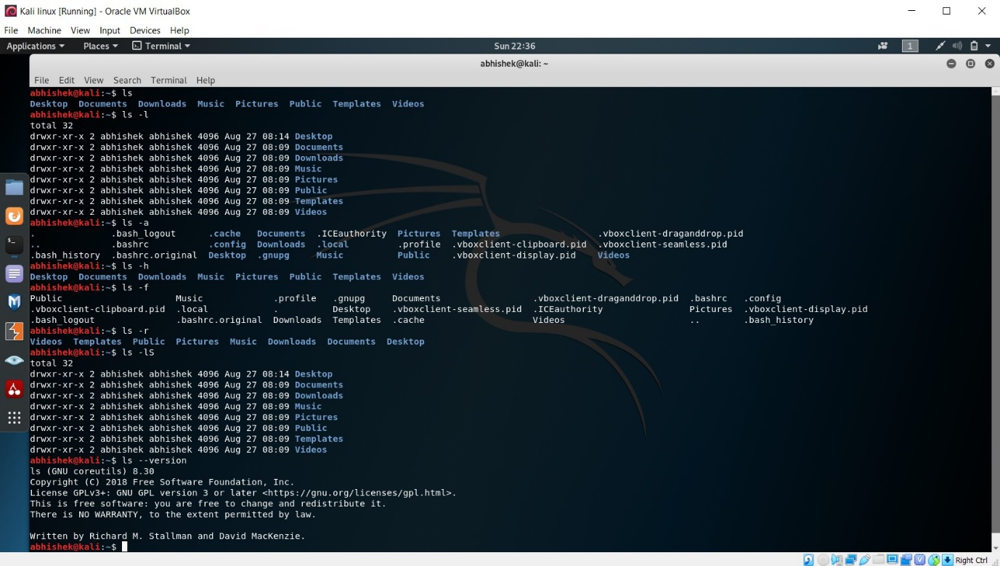 Kali linux [Running] - Oracle VM VirtualBox
File Machine View Input Devices Help
Applications Places Terminal Sun 22:36 1
abhishek@kali: ~
File Edit View Search Terminal Help
abhishek@kali:~$ ls
Desktop Documents Downloads Music Pictures Public Templates Videos
abhishek@kali:~$ ls -l
total 32
drwxr-xr-x 2 abhishek abhishek 4096 Aug 27 08:14 Desktop
drwxr-xr-x 2 abhishek abhishek 4096 Aug 27 08:09 Documents
drwxr-xr-x 2 abhishek abhishek 4096 Aug 27 08:09 Downloads
drwxr-xr-x 2 abhishek abhishek 4096 Aug 27 08:09 Music
drwxr-xr-x 2 abhishek abhishek 4096 Aug 27 08:09 Pictures
drwxr-xr-x 2 abhishek abhishek 4096 Aug 27 08:09 Public
drwxr-xr-x 2 abhishek abhishek 4096 Aug 27 08:09 Templates
drwxr-xr-x 2 abhishek abhishek 4096 Aug 27 08:09 Videos
abhishek@kali:~$ ls -a
. .bash_logout .cache Documents .ICEauthority Pictures Templates .vboxclient-draganddrop.pid
.. .bashrc .config Downloads .local .profile .vboxclient-clipboard.pid .vboxclient-seamless.pid
.bash_history .bashrc.original Desktop .gnupg Music Public .vboxclient-display.pid Videos
abhishek@kali:~$ ls -h
Desktop Documents Downloads Music Pictures Public Templates Videos
abhishek@kali:~$ ls -f
Public Music .profile .gnupg Documents .vboxclient-draganddrop.pid .bashrc .config
.vboxclient-clipboard.pid .local . Desktop .vboxclient-seamless.pid .ICEauthority Pictures .vboxclient-display.pid
.bash_logout .bashrc.original Downloads Templates .cache Videos .. .bash_history
abhishek@kali:~$ ls -r
Videos Templates Public Pictures Music Downloads Documents Desktop
abhishek@kali:~$ ls -lS
total 32
drwxr-xr-x 2 abhishek abhishek 4096 Aug 27 08:14 Desktop
drwxr-xr-x 2 abhishek abhishek 4096 Aug 27 08:09 Documents
drwxr-xr-x 2 abhishek abhishek 4096 Aug 27 08:09 Downloads
drwxr-xr-x 2 abhishek abhishek 4096 Aug 27 08:09 Music
drwxr-xr-x 2 abhishek abhishek 4096 Aug 27 08:09 Pictures
drwxr-xr-x 2 abhishek abhishek 4096 Aug 27 08:09 Public
drwxr-xr-x 2 abhishek abhishek 4096 Aug 27 08:09 Templates
drwxr-xr-x 2 abhishek abhishek 4096 Aug 27 08:09 Videos
abhishek@kali:~$ ls --version
ls (GNU coreutils) 8.30
Copyright (C) 2018 Free Software Foundation, Inc.
License GPLv3+: GNU GPL version 3 or later <https://gnu.org/licenses/gpl.html>.
This is free software: you are free to change and redistribute it.
There is NO WARRANTY, to the extent permitted by law.
Written by Richard M. Stallman and David MacKenzie.
abhishek@kali:~$
Right Ctrl